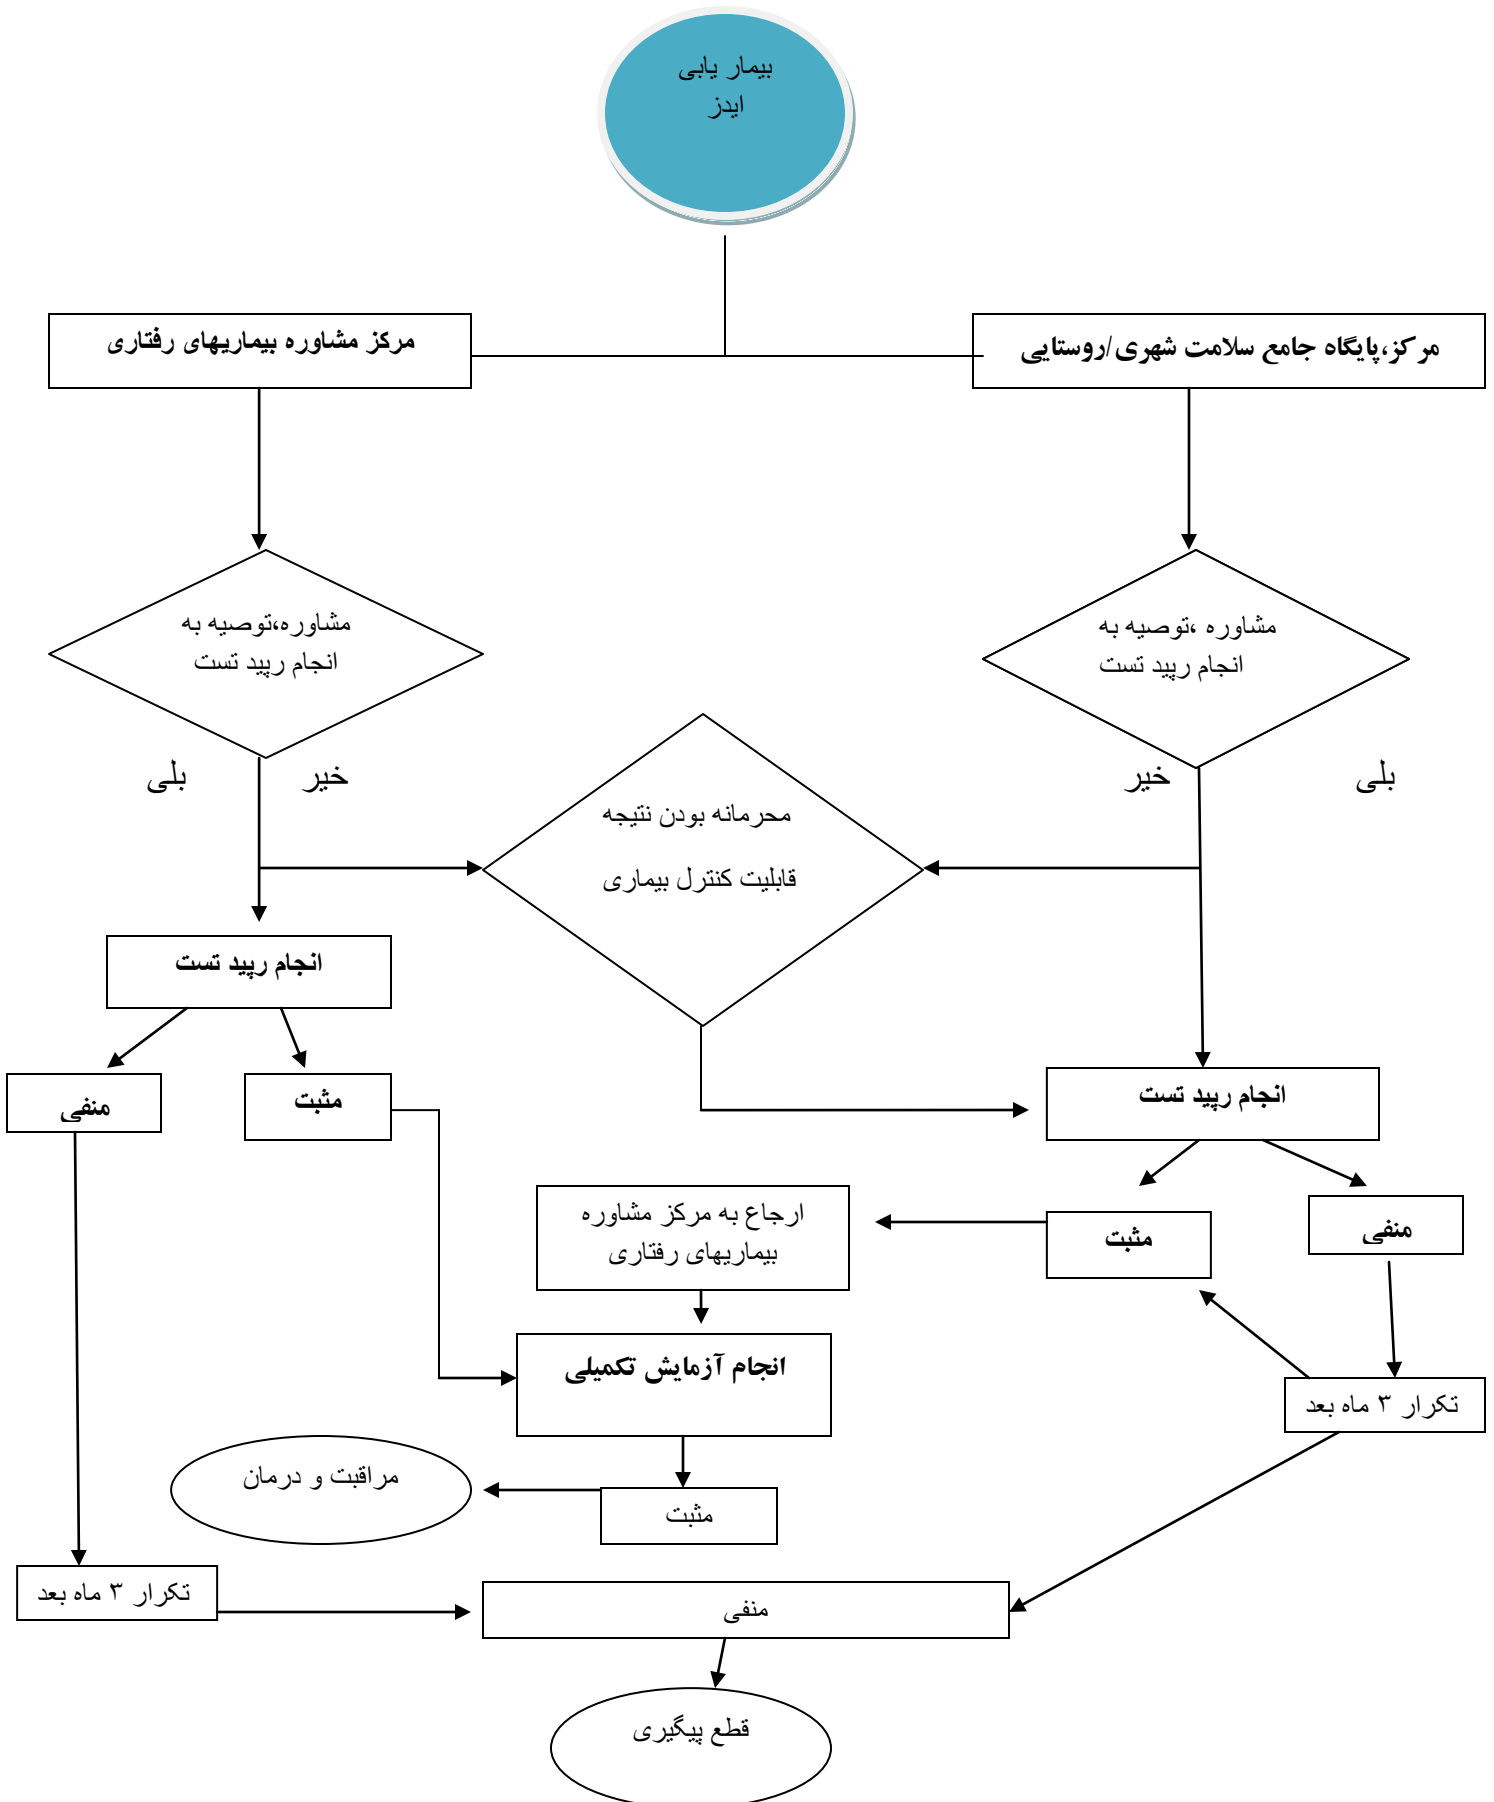 بیمار یابی
ایدز
مرکز،پایگاه جامع سلامت شهری/روستایی
مرکز مشاوره بیماریهای رفتاری
مشاوره ،توصیه به
انجام رپید تست
مشاوره،توصیه به
انجام رپید تست
بلی
خیر
خیر
بلی
محرمانه بودن نتیجه
قابلیت کنترل بیماری
انجام رپید تست
انجام رپید تست
مثبت
منفی
منفی
مثبت
ارجاع به مرکز مشاوره
بیماریهای رفتاری
انجام آزمایش تکمیلی
تکرار ۳ ماه بعد
مراقبت و درمان
مثبت
تکرار ۳ ماه بعد
منفی
قطع پیگیری